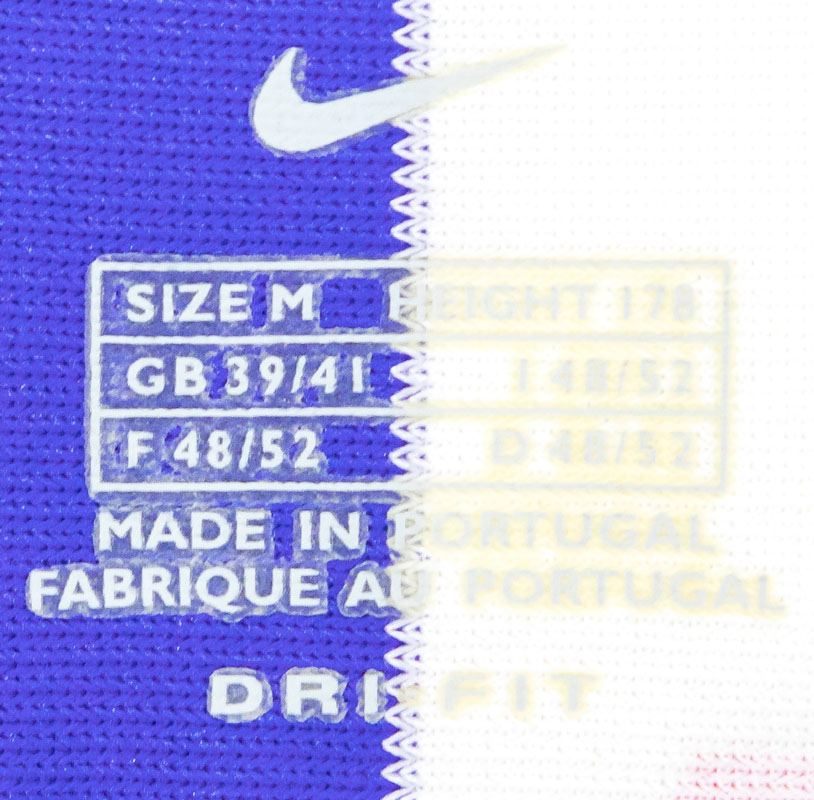 SIZE M HEIGHT 178
GB 39/41 I 48/52
F 48/52 D 48/52
MADE IN PORTUGAL
FABRIQUE AU PORTUGAL
DRI-FIT